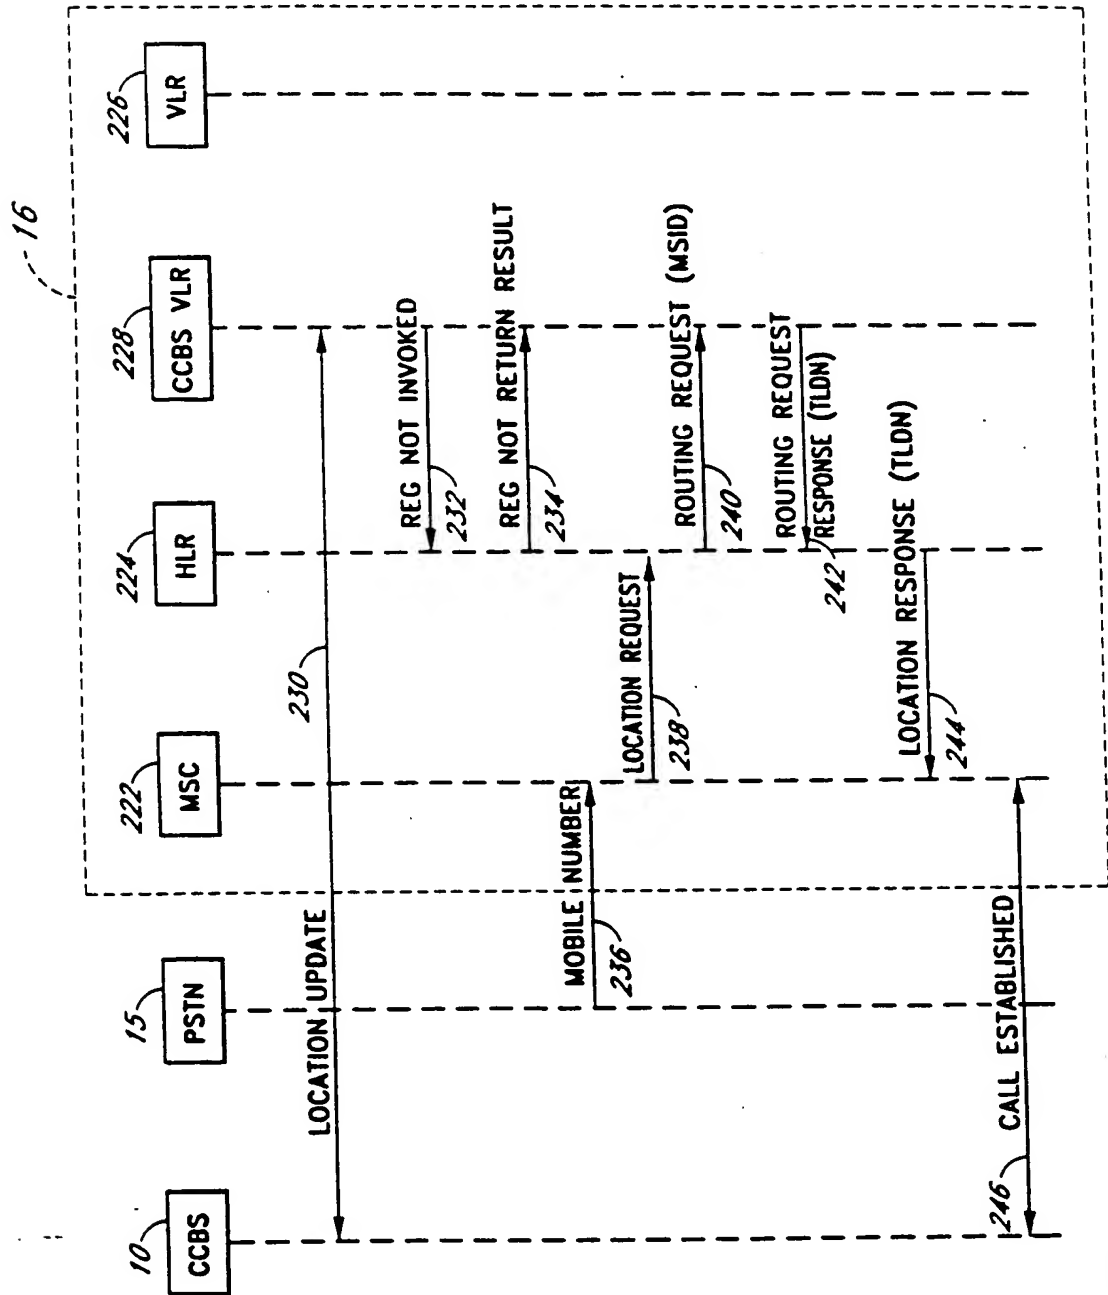 16
10
CCBS
15
PSTN
222
MSC
224
HLR
228
CCBS VLR
226
VLR
LOCATION UPDATE
230
REG NOT INVOKED
232
REG NOT RETURN RESULT
234
MOBILE NUMBER
236
LOCATION REQUEST
238
ROUTING REQUEST (MSID)
240
ROUTING REQUEST
RESPONSE (TLDN)
242
LOCATION RESPONSE (TLDN)
244
CALL ESTABLISHED
246